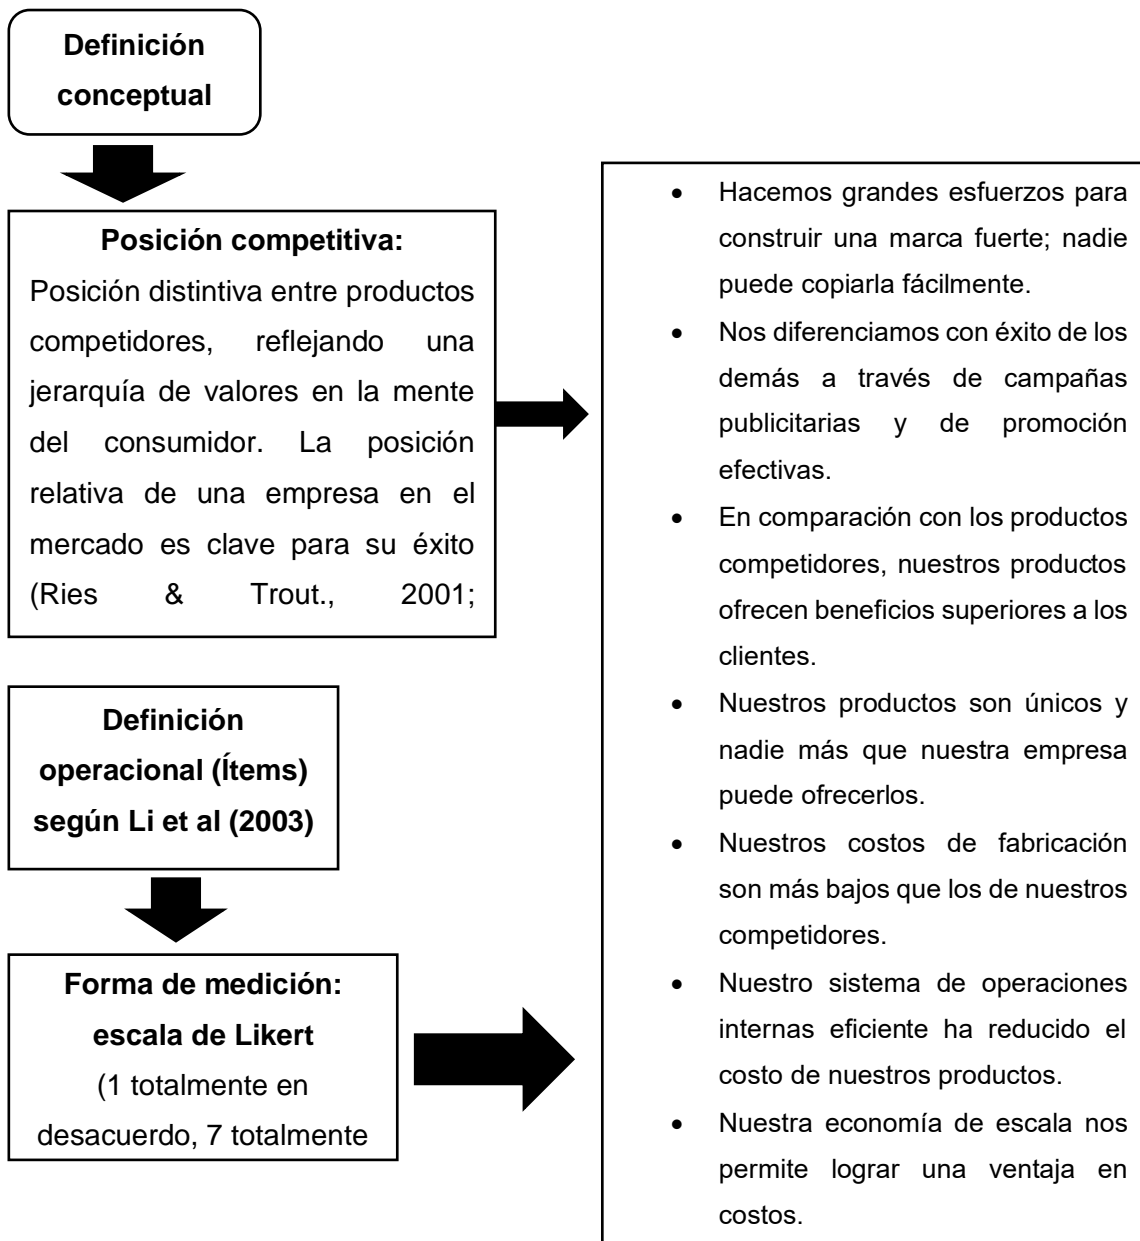 Definición
conceptual
Posición competitiva:
Posición distintiva entre productos
competidores, reflejando una
jerarquía de valores en la mente
del consumidor. La posición
relativa de una empresa en el
mercado es clave para su éxito
(Ries & Trout., 2001;
Definición
operacional (Ítems)
según Li et al (2003)
Forma de medición:
escala de Likert
(1 totalmente en
desacuerdo, 7 totalmente
• Hacemos grandes esfuerzos para
construir una marca fuerte; nadie
puede copiarla fácilmente.
• Nos diferenciamos con éxito de los
demás a través de campañas
publicitarias y de promoción
efectivas.
• En comparación con los productos
competidores, nuestros productos
ofrecen beneficios superiores a los
clientes.
• Nuestros productos son únicos y
nadie más que nuestra empresa
puede ofrecerlos.
• Nuestros costos de fabricación
son más bajos que los de nuestros
competidores.
• Nuestro sistema de operaciones
internas eficiente ha reducido el
costo de nuestros productos.
• Nuestra economía de escala nos
permite lograr una ventaja en
costos.